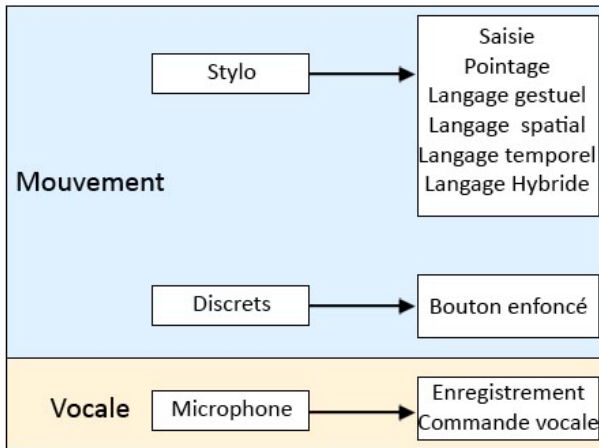 Mouvement
Stylo
Saisie
Pointage
Langage gestuel
Langage spatial
Langage temporel
Langage Hybride
Discrets
Bouton enfoncé
Vocale
Microphone
Enregistrement
Commande vocale